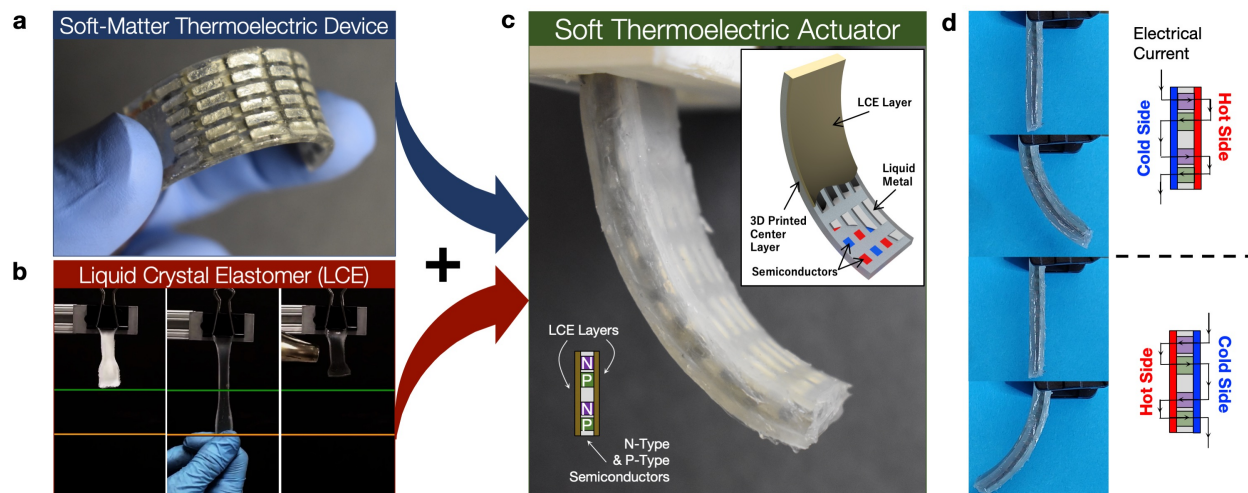 a
Soft-Matter Thermoelectric Device
b
Liquid Crystal Elastomer (LCE)
+
c
Soft Thermoelectric Actuator
LCE Layer
Liquid
Metal
3D Printed
Center
Layer
Semiconductors
LCE Layers
N
P
N
P
N-Type
& P-Type
Semiconductors
d
Electrical
Current
Cold Side
Hot Side
Hot Side
Cold Side